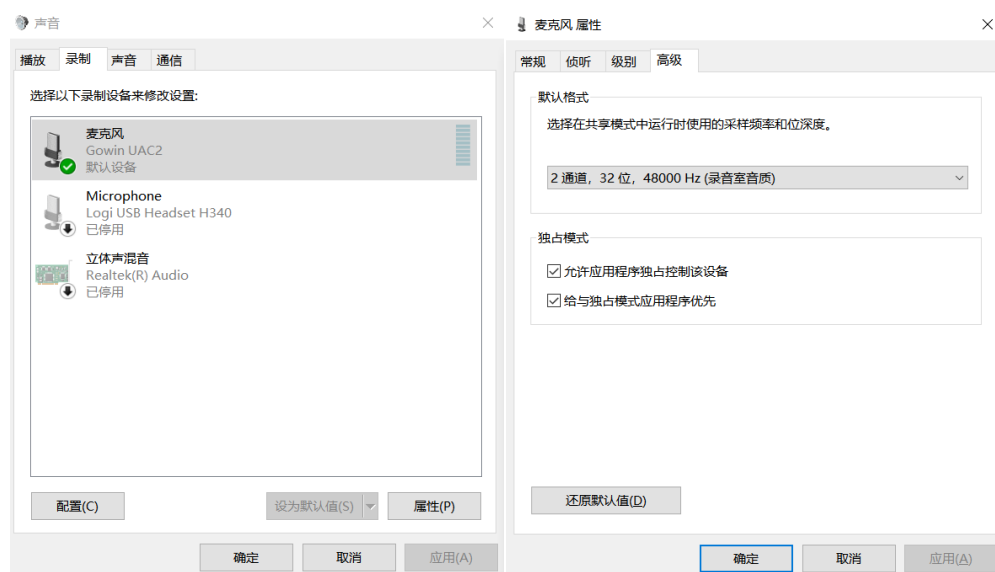 声音
播放 录制 声音 通信
选择以下录制设备来修改设置:
麦克风
Gowin UAC2
默认设备
Microphone
Logi USB Headset H340
已停用
立体声混音
Realtek(R) Audio
已停用
配置(C) 设为默认值(S) 属性(P)
确定 取消 应用(A)
麦克风 属性
常规 侦听 级别 高级
默认格式
选择在共享模式中运行时使用的采样频率和位深度。
2 通道，32 位，48000 Hz (录音室音质)
独占模式
允许应用程序独占控制该设备
给与独占模式应用程序优先
还原默认值(D)
确定 取消 应用(A)